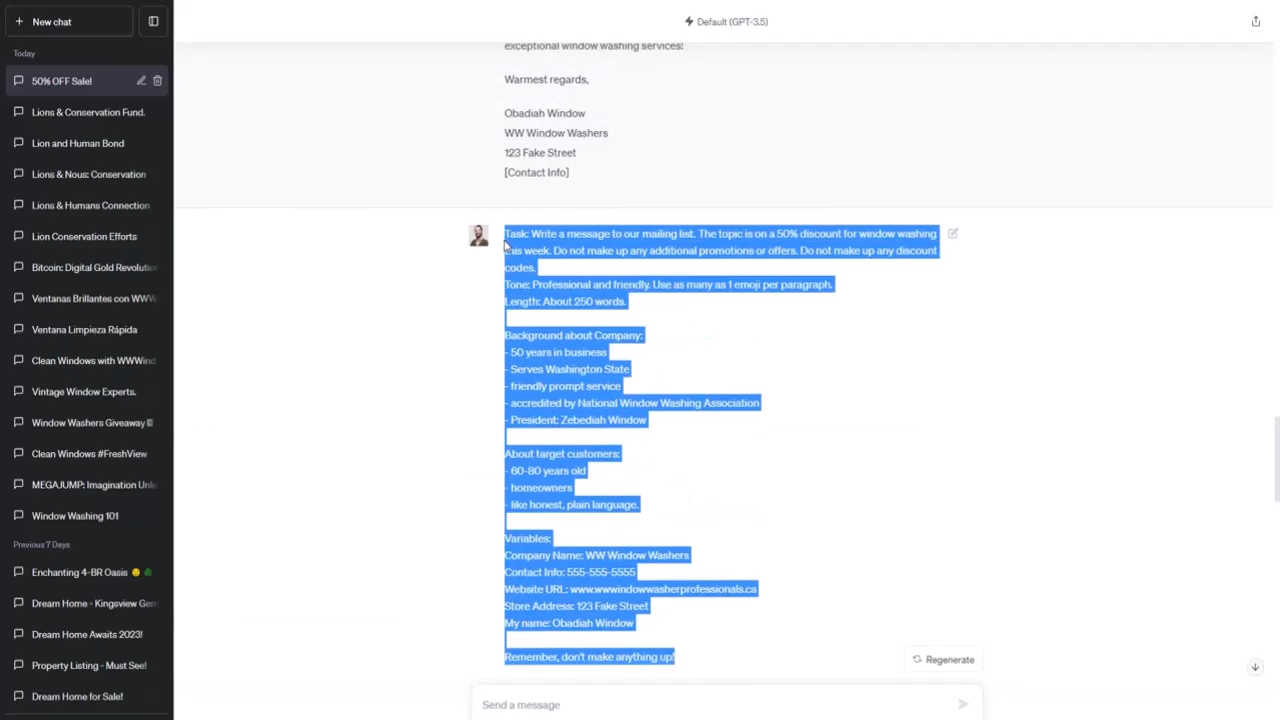 New chat
Default (GPT-3.5)
Today
50% OFF Sale!
Lions & Conservation Fund.
Lion and Human Bond
Lions & Nous: Conservation
Lions & Humans Connection
Lion Conservation Efforts
Bitcoin: Digital Gold Revolution
Ventanas Brillantes con WWW
Ventana Limpieza Rápida
Clean Windows with WWWind
Vintage Window Experts.
Window Washers Giveaway
Clean Windows #FreshView
MEGAJUMP: Imagination Unle
Window Washing 101
Previous 7 Days
Enchanting 4-BR Oasis
Dream Home - Kingsview Gem
Dream Home Awaits 2023!
Property Listing - Must See!
Dream Home for Sale!
exceptional window washing services!
Warmest regards,
Obadiah Window
WW Window Washers
123 Fake Street
[Contact Info]
Task: Write a message to our mailing list. The topic is on a 50% discount for window washing
this week. Do not make up any additional promotions or offers. Do not make up any discount
codes.
Tone: Professional and friendly. Use as many as 1 emoji per paragraph.
Length: About 250 words.
Background about Company:
- 50 years in business
- Serves Washington State
- friendly prompt service
- accredited by National Window Washing Association
- President: Zebediah Window
About target customers:
- 60-80 years old
- homeowners
- like honest, plain language.
Variables:
Company Name: WW Window Washers
Contact Info: 555-555-5555
Website URL: www.wwindowwasherprofessionals.ca
Store Address: 123 Fake Street
My name: Obadiah Window
Remember, don't make anything up!
Regenerate
Send a message